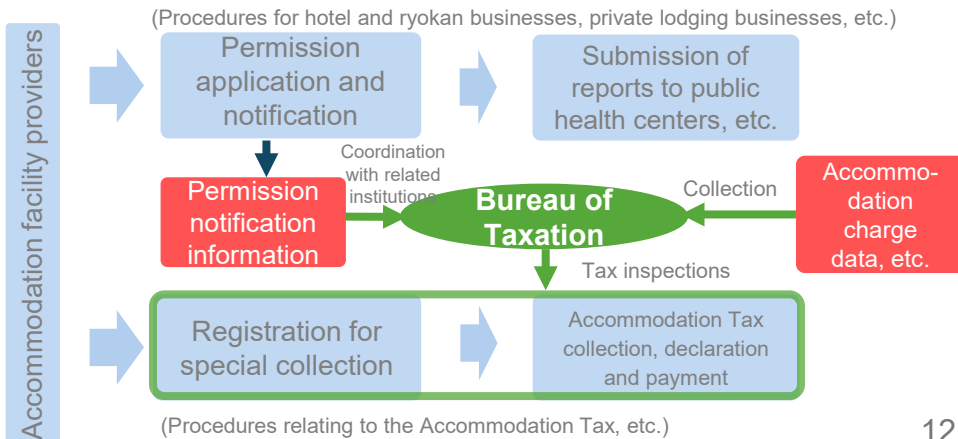 (Procedures for hotel and ryokan businesses, private lodging businesses, etc.)
Accommodation facility providers
Permission
application and
notification
Submission of
reports to public
health centers, etc.
Coordination
with related
institutions
Permission
notification
information
Bureau of
Taxation
Collection
Accommo-
dation
charge
data, etc.
Tax inspections
Registration for
special collection
Accommodation Tax
collection, declaration
and payment
(Procedures relating to the Accommodation Tax, etc.)
12